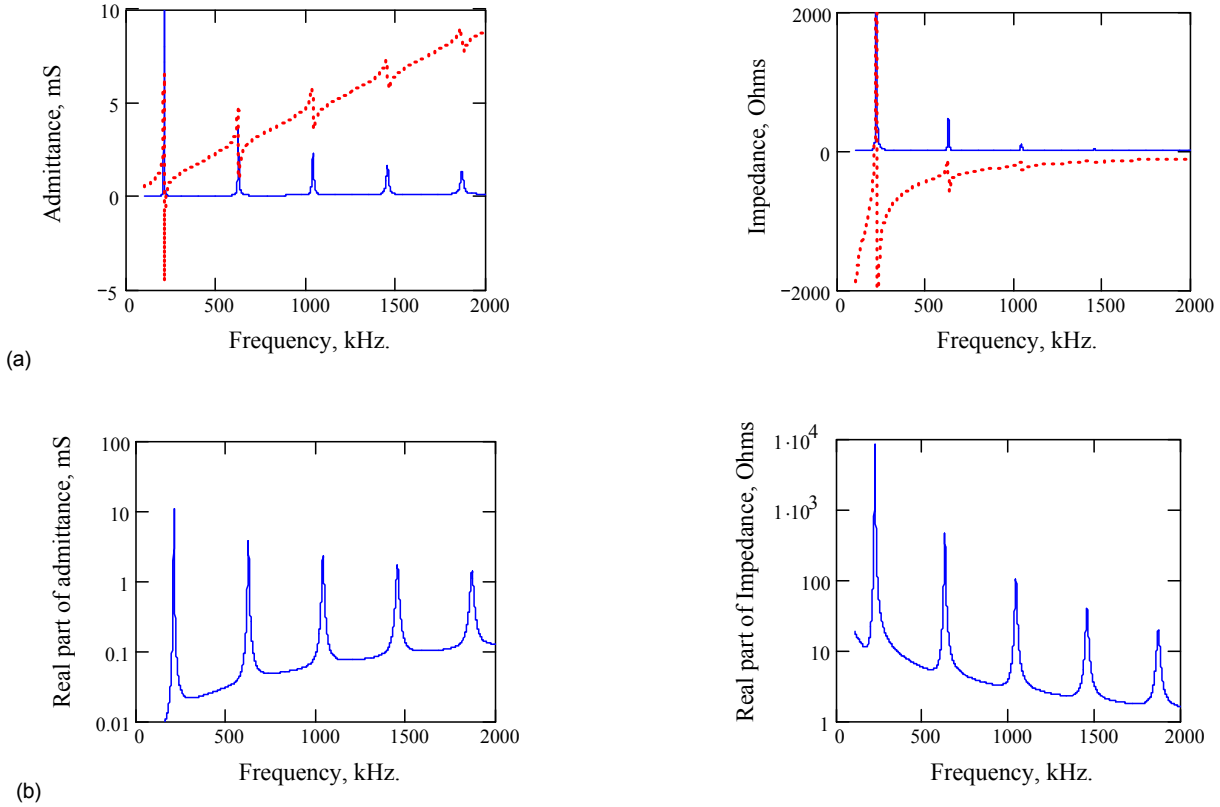 10
5
0
−5
Admittance, mS
0 500 1000 1500 2000
Frequency, kHz.
2000
0
−2000
Impedance, Ohms
0 500 1000 1500 2000
Frequency, kHz.
(a)
100
10
1
0.1
0.01
Real part of admittance, mS
0 500 1000 1500 2000
Frequency, kHz.
1·10⁴
1·10³
100
10
1
Real part of Impedance, Ohms
0 500 1000 1500 2000
Frequency, kHz.
(b)